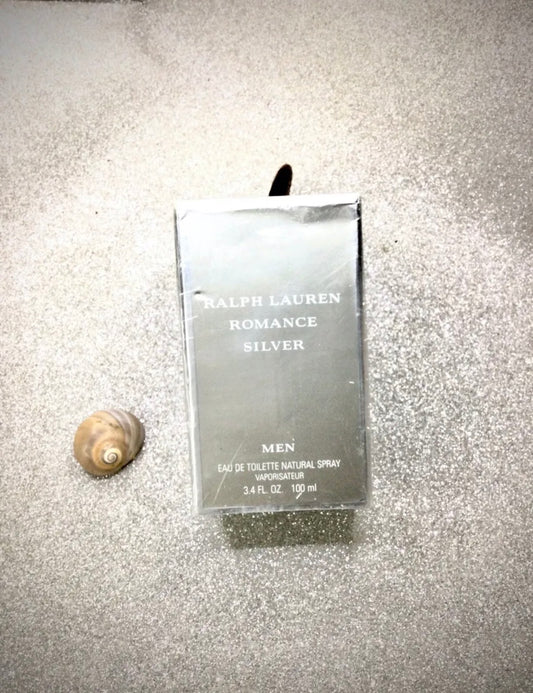 RALPH LAUREN
ROMANCE
SILVER
MEN
EAU DE TOILETTE NATURAL SPRAY
VAPORISATEUR
3.4 FL. OZ. 100 ml